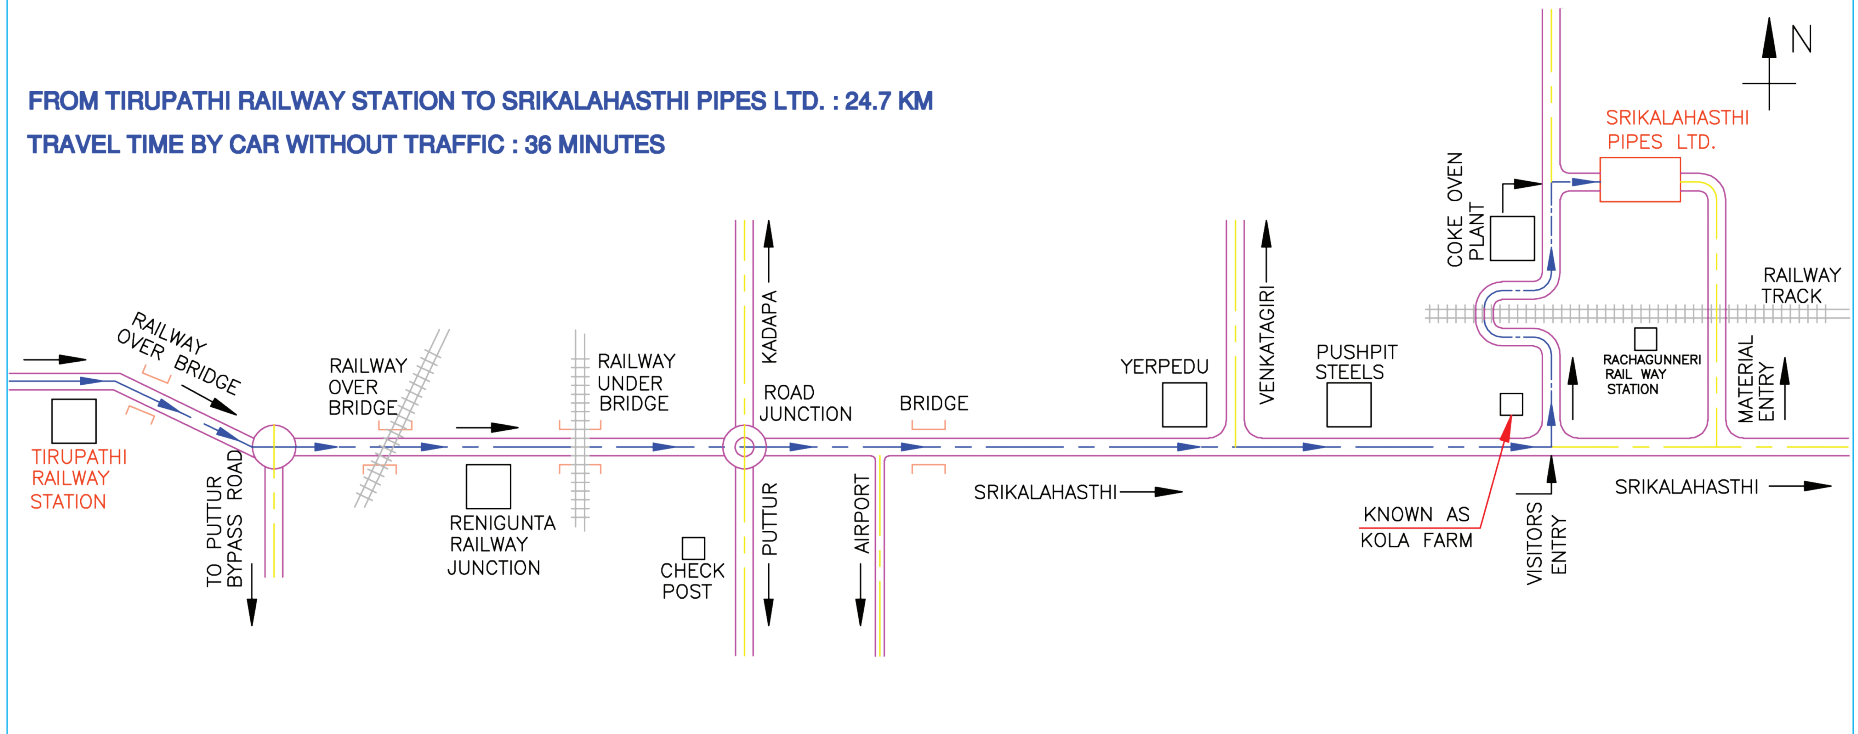 FROM TIRUPATHI RAILWAY STATION TO SRIKALAHASTHI PIPES LTD. : 24.7 KM
TRAVEL TIME BY CAR WITHOUT TRAFFIC : 36 MINUTES
N
SRIKALAHASTHI
PIPES LTD.
COKE OVEN
PLANT
RAILWAY
TRACK
RAILWAY
OVER BRIDGE
RAILWAY
OVER
BRIDGE
RAILWAY
UNDER
BRIDGE
KADAPA
ROAD
JUNCTION
BRIDGE
YERPEDU
VENKATAGIRI
PUSHPIT
STEELS
RACHAGUNNERI
RAIL WAY
STATION
MATERIAL
ENTRY
TIRUPATHI
RAILWAY
STATION
TO PUTTUR
BYPASS ROAD
RENIGUNTA
RAILWAY
JUNCTION
CHECK
POST
PUTTUR
AIRPORT
SRIKALAHASTHI
KNOWN AS
KOLA FARM
VISITORS
ENTRY
SRIKALAHASTHI